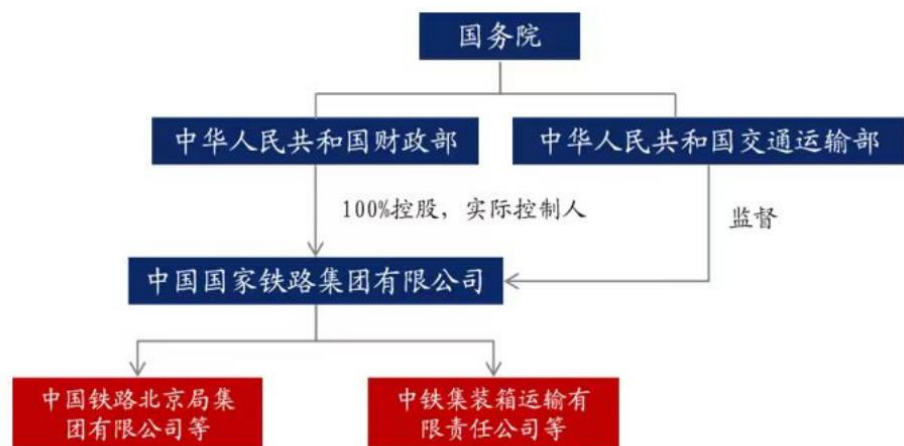 国务院
中华人民共和国财政部
中华人民共和国交通运输部
100%控股，实际控制人
监督
中国国家铁路集团有限公司
中国铁路北京局集
团有限公司等
中铁集装箱运输有
限责任公司等